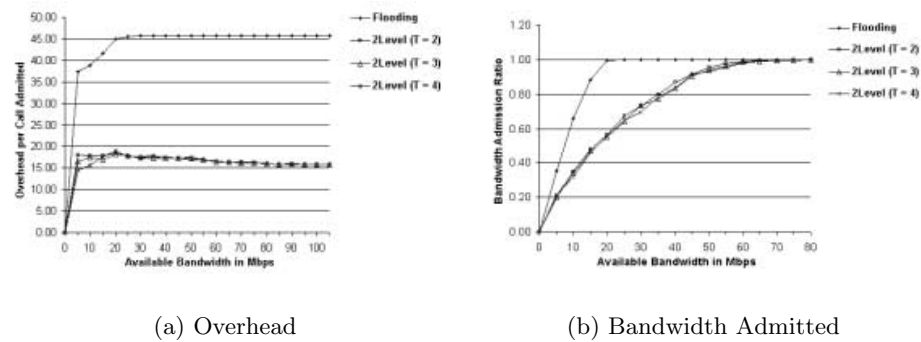 50.00
45.00
40.00
35.00
30.00
25.00
20.00
15.00
10.00
5.00
0.00
Overhead per Call Admitted
0 10 20 30 40 50 60 70 80 90 100
Available Bandwidth in Mbps
Flooding
2Level (T = 2)
2Level (T = 3)
2Level (T = 4)
(a) Overhead
1.20
1.00
0.80
0.60
0.40
0.20
0.00
Bandwidth Admission Ratio
0 10 20 30 40 50 60 70 80
Available Bandwidth in Mbps
Flooding
2Level (T = 2)
2Level (T = 3)
2Level (T = 4)
(b) Bandwidth Admitted